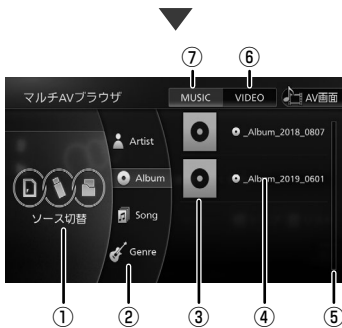 ⑦ ⑥
マルチAVブラウザ MUSIC VIDEO AV画面
Artist
_Album_2018_0807
Album
_Album_2019_0601
ソース切替
Song
Genre
① ② ③ ④ ⑤